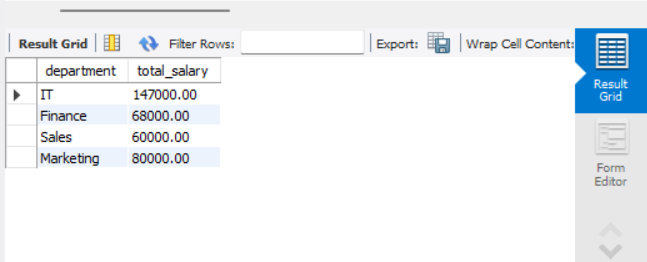 Result Grid Filter Rows: Export: Wrap Cell Content:
department total_salary
IT 147000.00
Finance 68000.00
Sales 60000.00
Marketing 80000.00
Result
Grid
Form
Editor